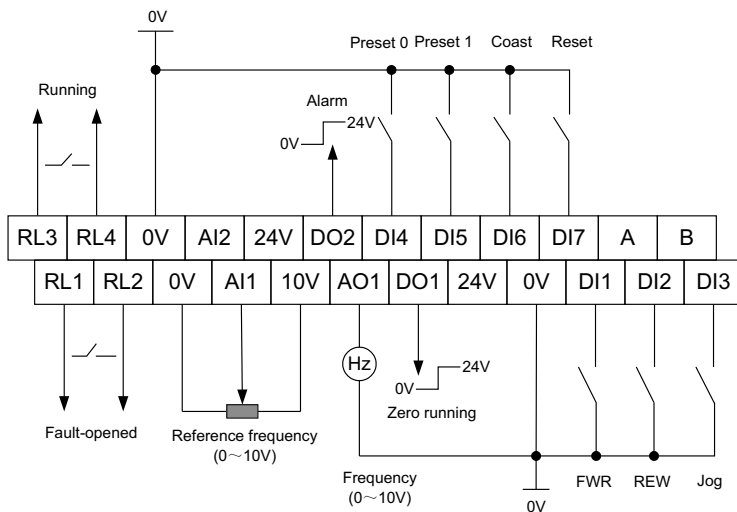 0V
Preset 0 Preset 1 Coast Reset
Running
Alarm
24V
0V
RL3 RL4 0V AI2 24V DO2 DI4 DI5 DI6 DI7 A B
RL1 RL2 0V AI1 10V AO1 DO1 24V 0V DI1 DI2 DI3
Hz
24V
0V
Zero running
Fault-opened
Reference frequency
(0～10V)
Frequency
(0～10V)
FWR REW Jog
0V